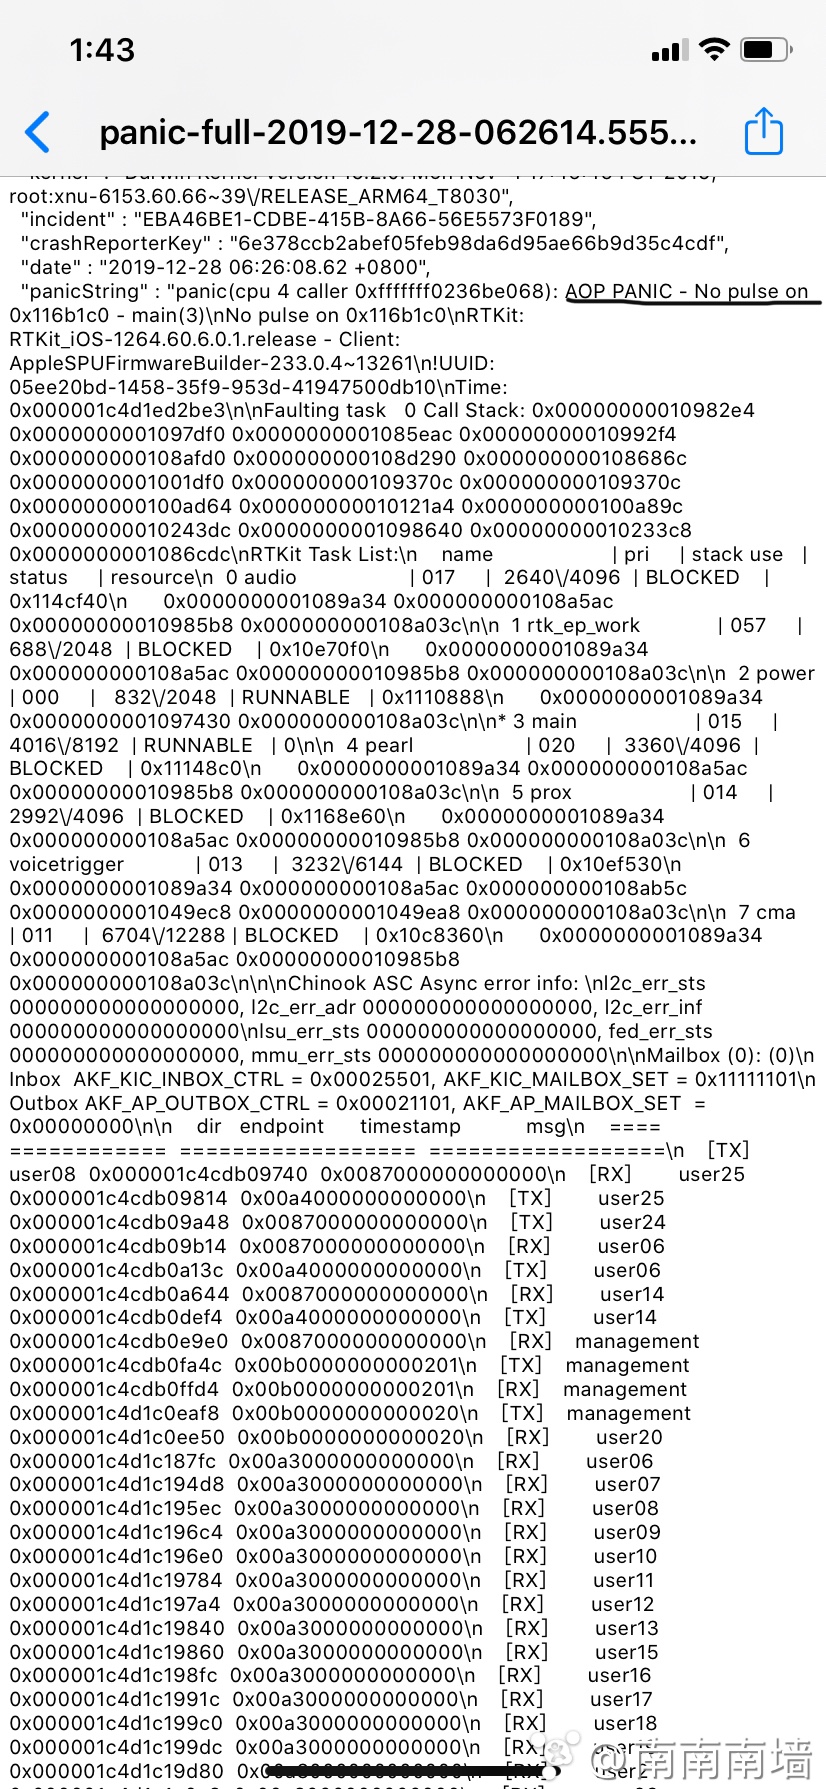 1:43
panic-full-2019-12-28-062614.555...
root:xnu-6153.60.66~39\/RELEASE_ARM64_T8030",
"incident" : "EBA46BE1-CDBE-415B-8A66-56E5573F0189",
"crashReporterKey" : "6e378ccb2abef05feb98da6d95ae66b9d35c4cdf",
"date" : "2019-12-28 06:26:08.62 +0800",
"panicString" : "panic(cpu 4 caller 0xfffffff0236be068): AOP PANIC - No pulse on
0x116b1c0 - main(3)\nNo pulse on 0x116b1c0\nRTKit:
RTKit_iOS-1264.60.6.0.1.release - Client:
AppleSPUFirmwareBuilder-233.0.4~13261\n!UUID:
05ee20bd-1458-35f9-953d-41947500db10\nTime:
0x000001c4d1ed2be3\n\nFaulting task   0 Call Stack: 0x00000000010982e4
0x0000000001097df0 0x0000000001085eac 0x00000000010992f4
0x000000000108afd0 0x000000000108d290 0x000000000108686c
0x0000000001001df0 0x000000000109370c 0x000000000109370c
0x000000000100ad64 0x00000000010121a4 0x000000000100a89c
0x00000000010243dc 0x0000000001098640 0x00000000010233c8
0x0000000001086cdc\nRTKit Task List:\n    name    | pri    | stack use   |
status    | resource\n  0 audio    | 017    |  2640\/4096  | BLOCKED    |
0x114cf40\n    0x0000000001089a34 0x000000000108a5ac
0x00000000010985b8 0x000000000108a03c\n\n  1 rtk_ep_work    | 057    |
688\/2048  | BLOCKED    | 0x10e70f0\n    0x0000000001089a34
0x000000000108a5ac 0x00000000010985b8 0x000000000108a03c\n\n  2 power
| 000    |   832\/2048  | RUNNABLE   | 0x1110888\n    0x0000000001089a34
0x0000000001097430 0x000000000108a03c\n\n* 3 main    | 015    |
4016\/8192  | RUNNABLE   | 0\n\n  4 pearl    | 020    |  3360\/4096  |
BLOCKED    | 0x11148c0\n    0x0000000001089a34 0x000000000108a5ac
0x00000000010985b8 0x000000000108a03c\n\n  5 prox    | 014    |
2992\/4096  | BLOCKED    | 0x1168e60\n    0x0000000001089a34
0x000000000108a5ac 0x00000000010985b8 0x000000000108a03c\n\n  6
voicetrigger    | 013    |  3232\/6144  | BLOCKED    | 0x10ef530\n
0x0000000001089a34 0x000000000108a5ac 0x000000000108ab5c
0x0000000001049ec8 0x0000000001049ea8 0x000000000108a03c\n\n  7 cma
| 011    |  6704\/12288 | BLOCKED    | 0x10c8360\n    0x0000000001089a34
0x000000000108a5ac 0x00000000010985b8
0x000000000108a03c\n\n\nChinook ASC Async error info: \nl2c_err_sts
0000000000000000, l2c_err_adr 0000000000000000, l2c_err_inf
0000000000000000\nlsu_err_sts 0000000000000000, fed_err_sts
0000000000000000, mmu_err_sts 0000000000000000\n\nMailbox (0): (0)\n
Inbox  AKF_KIC_INBOX_CTRL = 0x00025501, AKF_KIC_MAILBOX_SET = 0x11111101\n
Outbox AKF_AP_OUTBOX_CTRL = 0x00021101, AKF_AP_MAILBOX_SET  =
0x00000000\n\n    dir   endpoint    timestamp    msg\n    ====
============  ==================  ==================\n    [TX]
user08  0x000001c4cdb09740  0x0087000000000000\n    [RX]    user25
0x000001c4cdb09814  0x00a4000000000000\n    [TX]    user25
0x000001c4cdb09a48  0x0087000000000000\n    [TX]    user24
0x000001c4cdb09b14  0x0087000000000000\n    [RX]    user06
0x000001c4cdb0a13c  0x00a4000000000000\n    [TX]    user06
0x000001c4cdb0a644  0x0087000000000000\n    [RX]    user14
0x000001c4cdb0def4  0x00a4000000000000\n    [TX]    user14
0x000001c4cdb0e9e0  0x0087000000000000\n    [RX]    management
0x000001c4cdb0fa4c  0x00b0000000000201\n    [TX]    management
0x000001c4cdb0ffd4  0x00b0000000000201\n    [RX]    management
0x000001c4d1c0eaf8  0x00b0000000000020\n    [TX]    management
0x000001c4d1c0ee50  0x00b0000000000020\n    [RX]    user20
0x000001c4d1c187fc  0x00a3000000000000\n    [RX]    user06
0x000001c4d1c194d8  0x00a3000000000000\n    [RX]    user07
0x000001c4d1c195ec  0x00a3000000000000\n    [RX]    user08
0x000001c4d1c196c4  0x00a3000000000000\n    [RX]    user09
0x000001c4d1c196e0  0x00a3000000000000\n    [RX]    user10
0x000001c4d1c19784  0x00a3000000000000\n    [RX]    user11
0x000001c4d1c197a4  0x00a3000000000000\n    [RX]    user12
0x000001c4d1c19840  0x00a3000000000000\n    [RX]    user13
0x000001c4d1c19860  0x00a3000000000000\n    [RX]    user15
0x000001c4d1c198fc  0x00a3000000000000\n    [RX]    user16
0x000001c4d1c1991c  0x00a3000000000000\n    [RX]    user17
0x000001c4d1c199c0  0x00a3000000000000\n    [RX]    user18
0x000001c4d1c199dc  0x00a3000000000000\n    [RX]
0x000001c4d1c19d80
@南南南墙